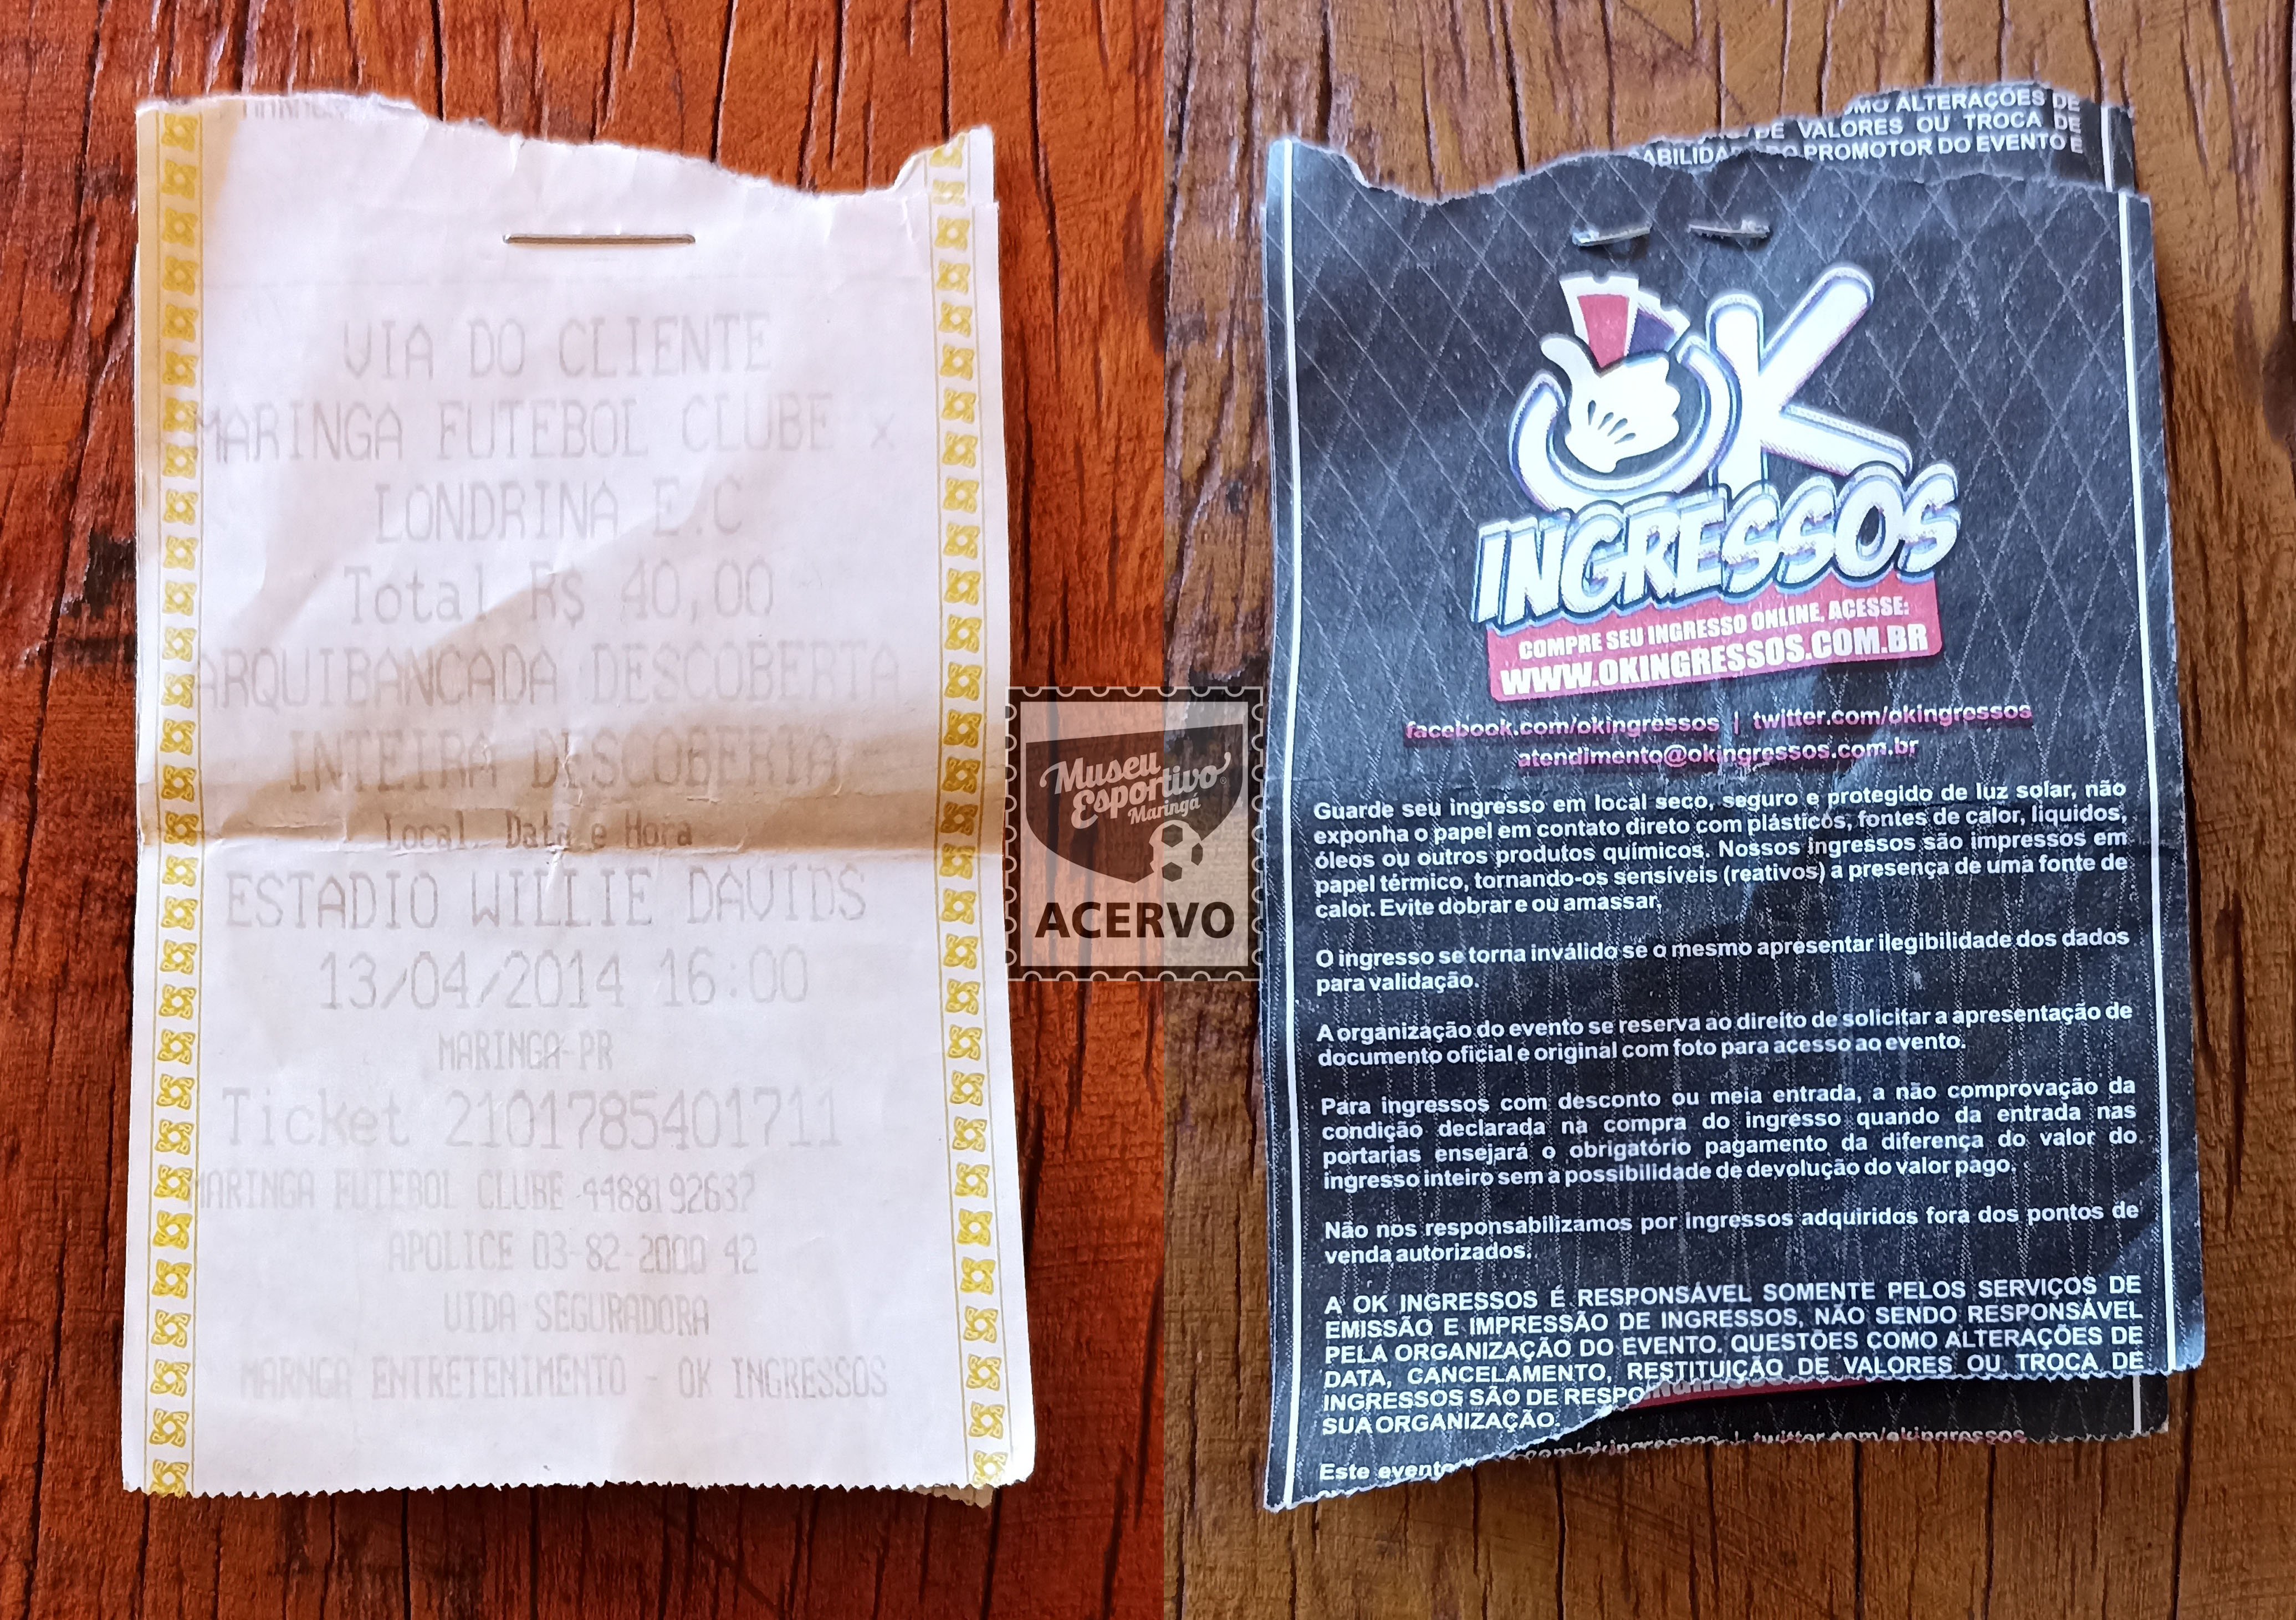 VIA DO CLIENTE
MARINGA FUTEBOL CLUBE x
LONDRINA E.C
Total R$ 40,00
ARQUIBANCADA DESCOBERTA
INTEIRA DESCOBERTA
Local Data e Hora
ESTADIO WILLIE DAVIDS
13/04/2014 16:00
MARINGA-PR
Ticket 2101785401711
MARINGA FUTEBOL CLUBE 4488192637
APOLICE 03-82-2000 42
VIDA SEGURADORA
MARNGA ENTRETENIMENTO - OK INGRESSOS
Museu
Esportivo
Maringá
ACERVO
MO ALTERAÇÕES DE
DE VALORES OU TROCA DE
PROMOTOR DO EVENTO E
OK
INGRESSOS
COMPRE SEU INGRESSO ONLINE, ACESSE:
WWW.OKINGRESSOS.COM.BR
facebook.com/okingressos | twitter.com/okingressos
atendimento@okingressos.com.br
Guarde seu ingresso em local seco, seguro e protegido de luz solar, não
exponha o papel em contato direto com plásticos, fontes de calor, liquidos,
óleos ou outros produtos químicos. Nossos ingressos são impressos em
papel térmico, tornando-os sensíveis (reativos) a presença de uma fonte de
calor. Evite dobrar e ou amassar,
O ingresso se torna inválido se o mesmo apresentar ilegibilidade dos dados
para validação.
A organização do evento se reserva ao direito de solicitar a apresentação de
documento oficial e original com foto para acesso ao evento.
Para ingressos com desconto ou meia entrada, a não comprovação da
condição declarada na compra do ingresso quando da entrada nas
portarias ensejará o obrigatório pagamento da diferença do valor do
ingresso inteiro sem a possibilidade de devolução do valor pago.
Não nos responsabilizamos por ingressos adquiridos fora dos pontos de
venda autorizados.
A OK INGRESSOS É RESPONSÁVEL SOMENTE PELOS SERVIÇOS DE
EMISSÃO E IMPRESSÃO DE INGRESSOS, NÃO SENDO RESPONSÁVEL
PELA ORGANIZAÇÃO DO EVENTO. QUESTÕES COMO ALTERAÇÕES DE
DATA, CANCELAMENTO, RESTITUIÇÃO DE VALORES OU TROCA DE
INGRESSOS SÃO DE RESPO
SUA ORGANIZAÇÃO.
.com/okingressos | twitter.com/okingressos
Este evento